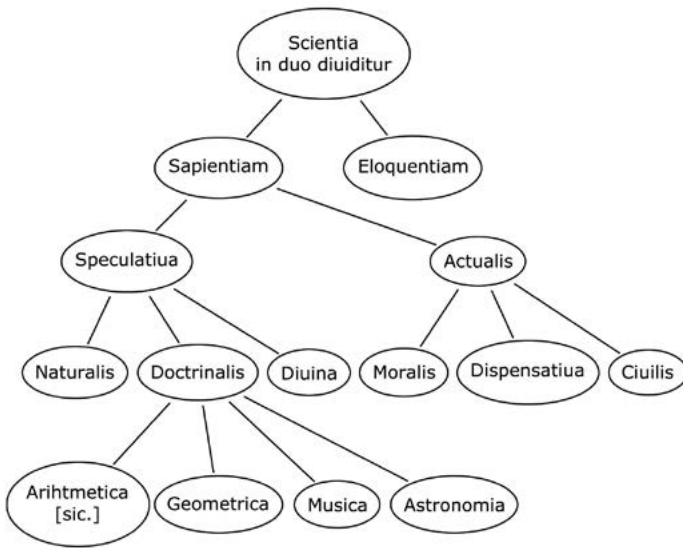 Scientia
in duo diuiditur
Sapientiam
Eloquentiam
Speculatiua
Actualis
Naturalis
Doctrinalis
Diuina
Moralis
Dispensatiua
Ciuilis
Arihtmetica
[sic.]
Geometrica
Musica
Astronomia